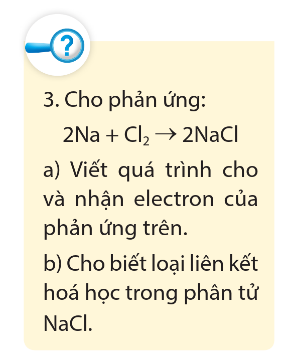 ?
3. Cho phản ứng:
2Na + Cl₂ → 2NaCl
a) Viết quá trình cho
và nhận electron của
phản ứng trên.
b) Cho biết loại liên kết
hoá học trong phân tử
NaCl.